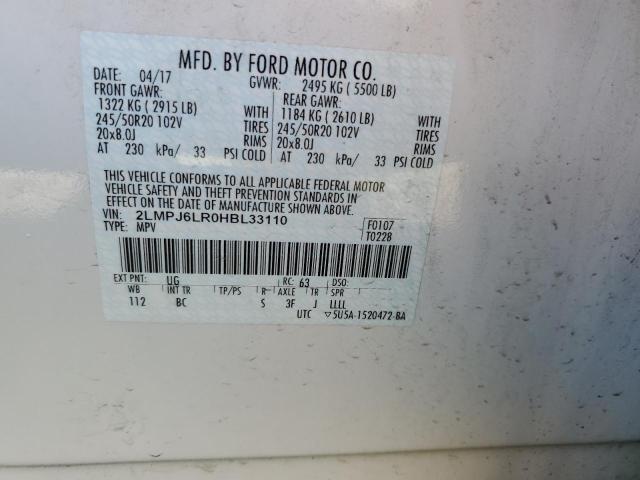 MFD. BY FORD MOTOR CO.
DATE: 04/17 GVWR: 2495 KG ( 5500 LB)
FRONT GAWR: REAR GAWR:
1322 KG ( 2915 LB) WITH 1184 KG ( 2610 LB) WITH
245/50R20 102V TIRES 245/50R20 102V TIRES
20x8.0J RIMS 20x8.0J RIMS
AT 230 kPa/ 33 PSI COLD AT 230 kPa/ 33 PSI COLD
THIS VEHICLE CONFORMS TO ALL APPLICABLE FEDERAL MOTOR
VEHICLE SAFETY AND THEFT PREVENTION STANDARDS IN
EFFECT ON THE DATE OF MANUFACTURE SHOWN ABOVE.
VIN: 2LMPJ6LR0HBL33110 F0107
TYPE: MPV T0228
EXT PNT: UG RC: 63 DSO:
WB INT TR TP/PS R AXLE TR SPR
112 BC S 3F J LLLL
UTC ▽5U5A-1520472-BA